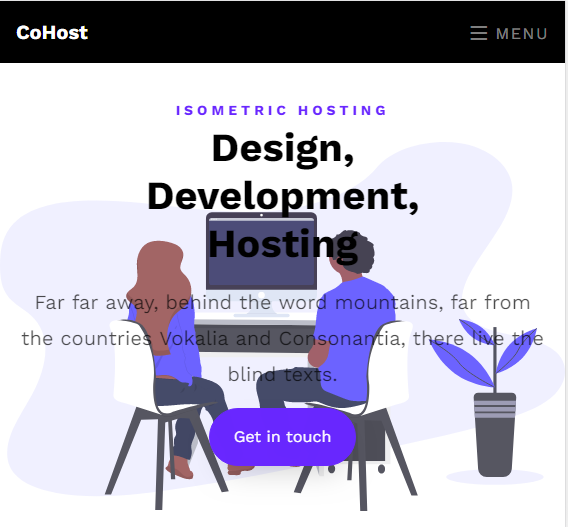 CoHost
MENU
ISOMETRIC HOSTING
Design,
Development,
Hosting
Far far away, behind the word mountains, far from
the countries Vokalia and Consonantia, there live the
blind texts.
Get in touch